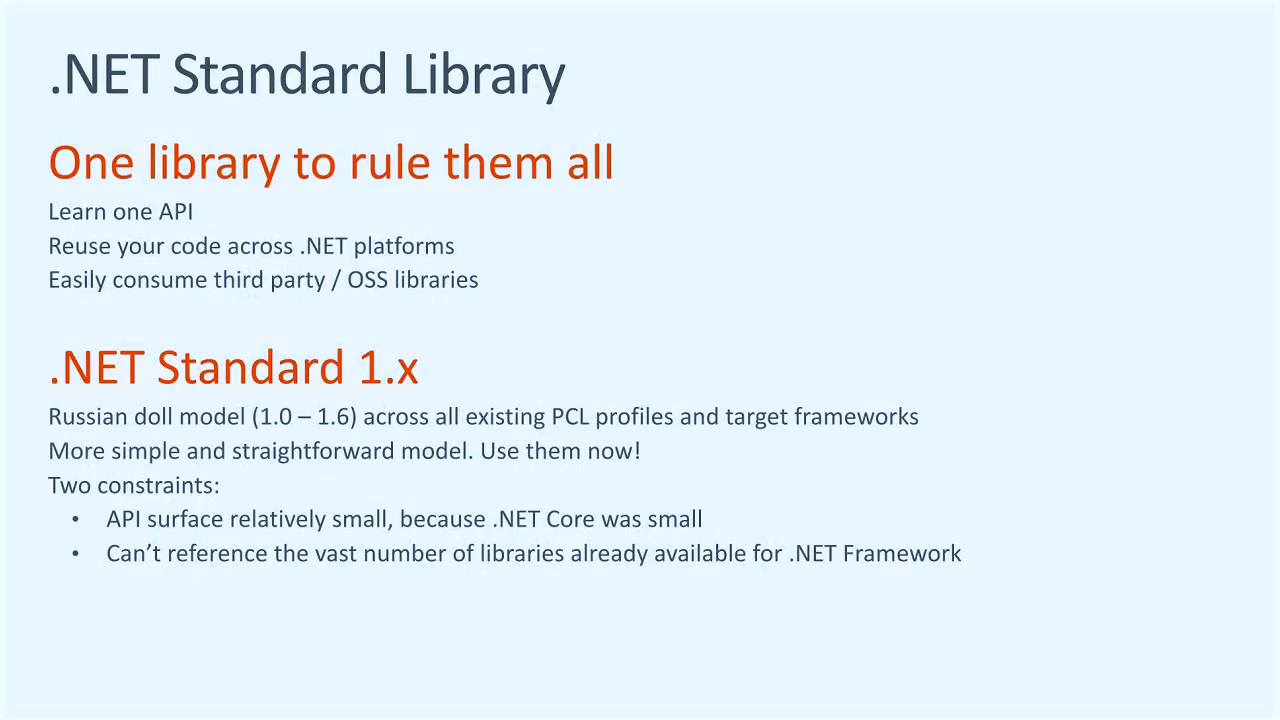 .NET Standard Library
One library to rule them all
Learn one API
Reuse your code across .NET platforms
Easily consume third party / OSS libraries
.NET Standard 1.x
Russian doll model (1.0 – 1.6) across all existing PCL profiles and target frameworks
More simple and straightforward model. Use them now!
Two constraints:
• API surface relatively small, because .NET Core was small
• Can’t reference the vast number of libraries already available for .NET Framework